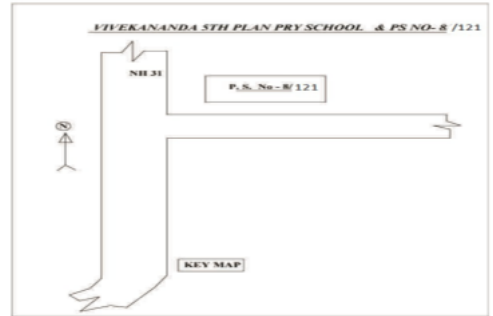 VIVEKANANDA 5TH PLAN PRY SCHOOL & PS NO- 8 /121
NH 31
P. S. No - 8/121
N
KEY MAP